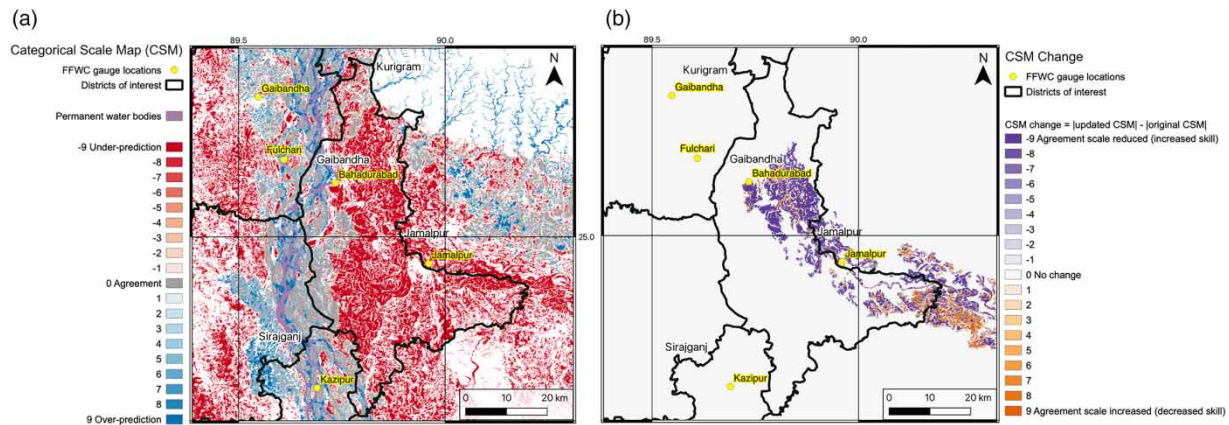 (a)
Categorical Scale Map (CSM)
FFWC gauge locations
Districts of interest
Permanent water bodies
-9 Under-prediction
-8
-7
-6
-5
-4
-3
-2
-1
0 Agreement
1
2
3
4
5
6
7
8
9 Over-prediction
89.5
90.0
N
Kurigram
Gaibandha
Fulchari
Gaibandha
Bahadurabad
25.0
Jamalpur
Jamalpur
Sirajganj
Kazipur
0 10 20 km
(b)
89.5
90.0
N
Kurigram
Gaibandha
Fulchari
Gaibandha
Bahadurabad
25.0
Jamalpur
Jamalpur
Sirajganj
Kazipur
0 10 20 km
CSM Change
FFWC gauge locations
Districts of interest
CSM change = |updated CSM| - |original CSM|
-9 Agreement scale reduced (increased skill)
-8
-7
-6
-5
-4
-3
-2
-1
0 No change
1
2
3
4
5
6
7
8
9 Agreement scale increased (decreased skill)